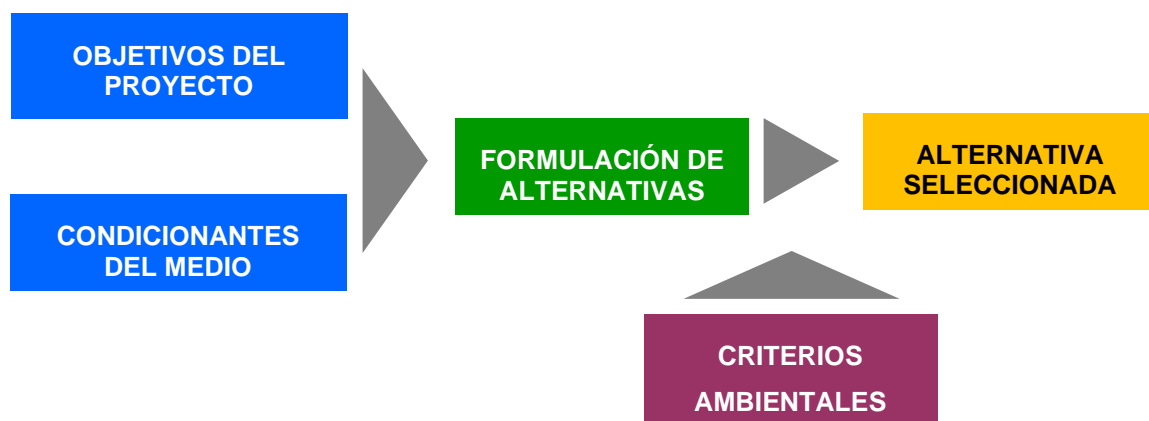 OBJETIVOS DEL
PROYECTO
CONDICIONANTES
DEL MEDIO
FORMULACIÓN DE
ALTERNATIVAS
ALTERNATIVA
SELECCIONADA
CRITERIOS
AMBIENTALES